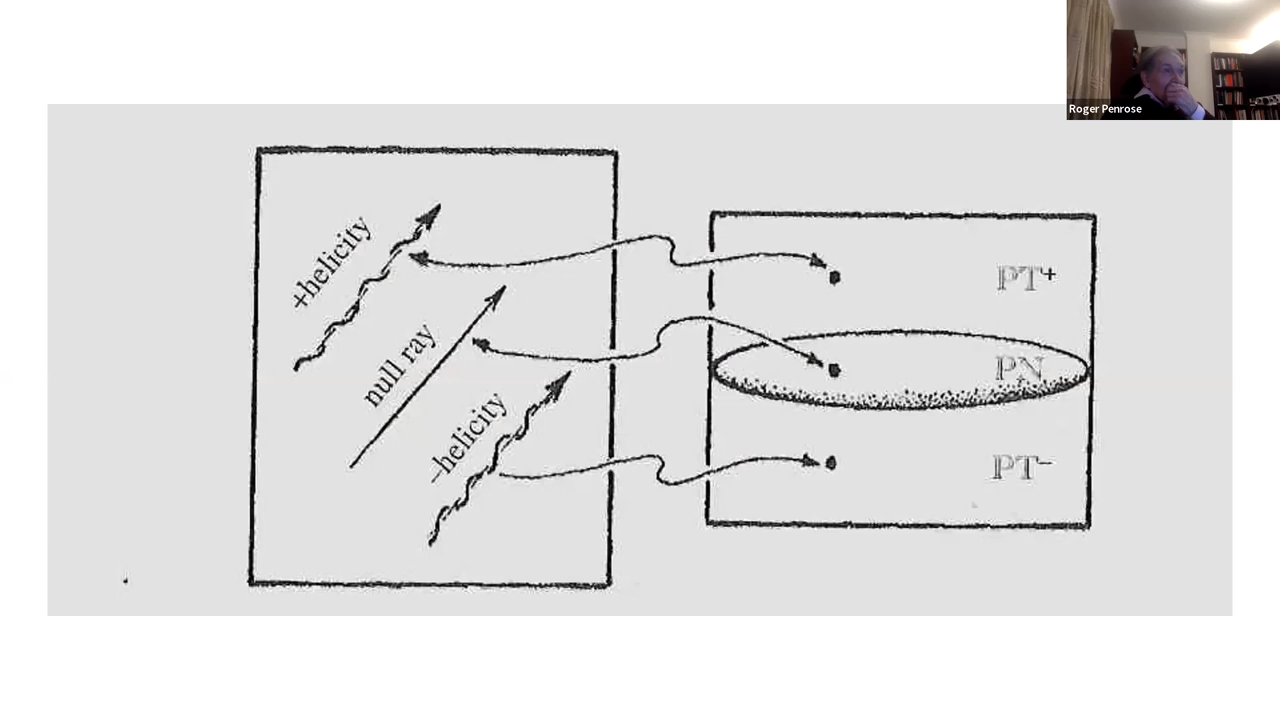 Roger Penrose
+helicity
null ray
–helicity
PT⁺
PN
PT⁻